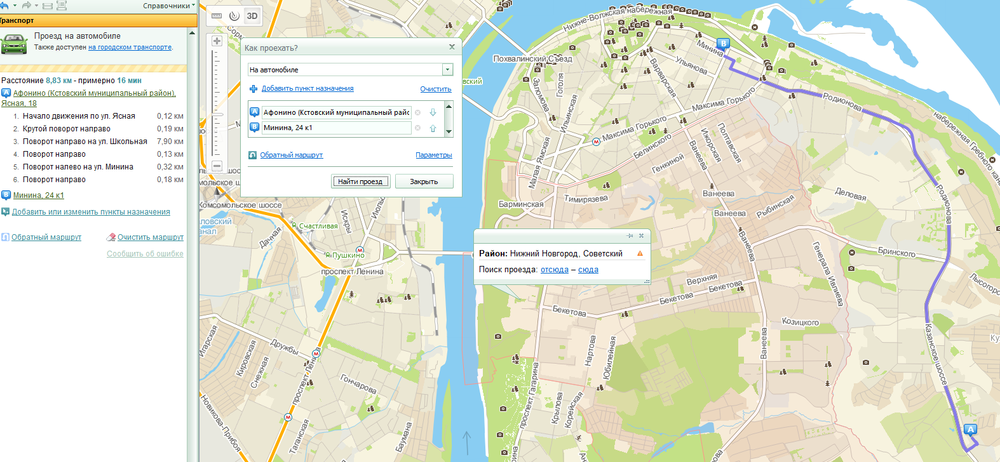 Справочники
Транспорт
Проезд на автомобиле
Также доступен на городском транспорте.
Расстояние 8,83 км - примерно 16 мин
A Афонино (Кстовский муниципальный район),
Ясная, 18
1. Начало движения по ул. Ясная 0,12 км
2. Крутой поворот направо 0,19 км
3. Поворот направо на ул. Школьная 7,90 км
4. Поворот направо 0,13 км
5. Поворот налево на ул. Минина 0,32 км
6. Поворот направо 0,18 км
B Минина, 24 к1
Добавить или изменить пункты назначения
Обратный маршрут
Очистить маршрут
Сообщить об ошибке
3D
Как проехать?
На автомобиле
Добавить пункт назначения
Очистить
A Афонино (Кстовский муниципальный райо
B Минина, 24 к1
Обратный маршрут
Параметры
Найти проезд
Закрыть
Район: Нижний Новгород, Советский
Поиск проезда: отсюда – сюда
Нижне-Волжская набережная
Похвалинский Съезд
Минина
B
Ульянова
Варварская
Заломова
Гоголя
Ильинская
Максима Горького
Максима Горького
Родионова
набережная Гребного кан
Белинского
Генкиной
Ижорская
Полтавская
Ванеева
Малая Ямская
Барминская
Тимирязева
Ванеева
Ванеева
Рыбинская
Деловая
Родионова
Ванеева
Генерала Ивлиева
Бринского
Лысогорс
Верхняя
Бекетова
Бекетова
Бекетова
Козицкого
Ванеева
Казанское шоссе
Нартова
Юбилейная
проспект Гагарина
Крылова
Корейская
A
Комсомольское шоссе
Счастливая
Дачная
Искры
Июльс
Пушкино
проспект Ленина
Игарская
Дружбы
Кировская
Снежная
проспект Лени
Гончарова
Новикова-Прибоя
Таганская
Баумана